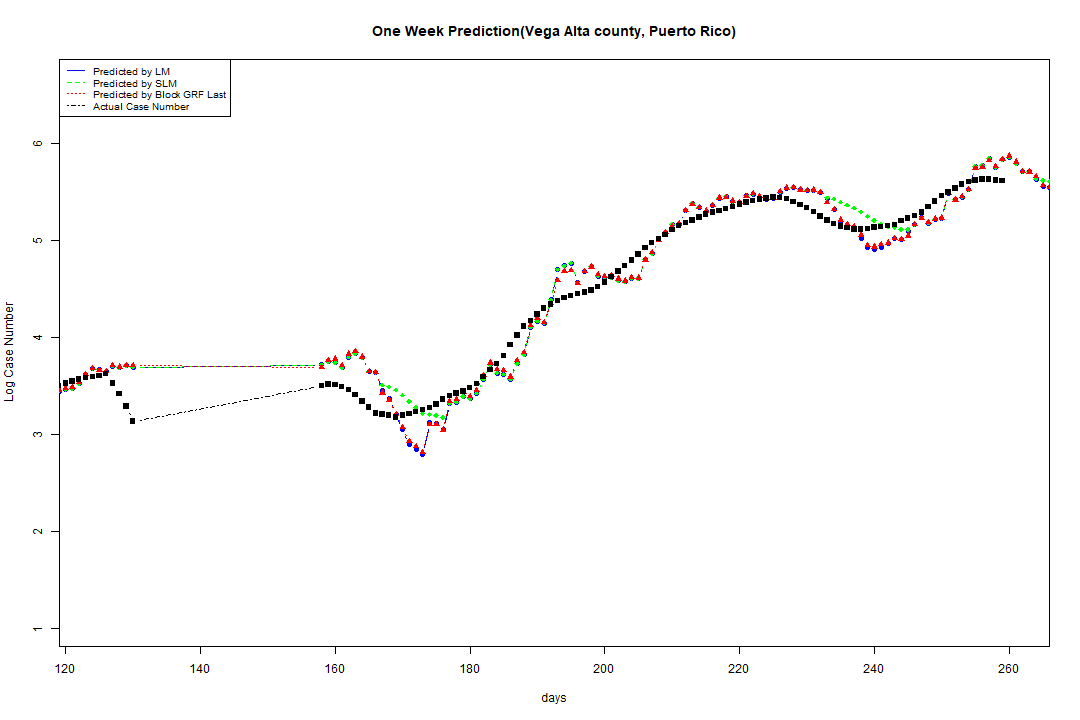 One Week Prediction(Vega Alta county, Puerto Rico)
Predicted by LM
Predicted by SLM
Predicted by Block GRF Last
Actual Case Number
Log Case Number
6
5
4
3
2
1
120 140 160 180 200 220 240 260
days